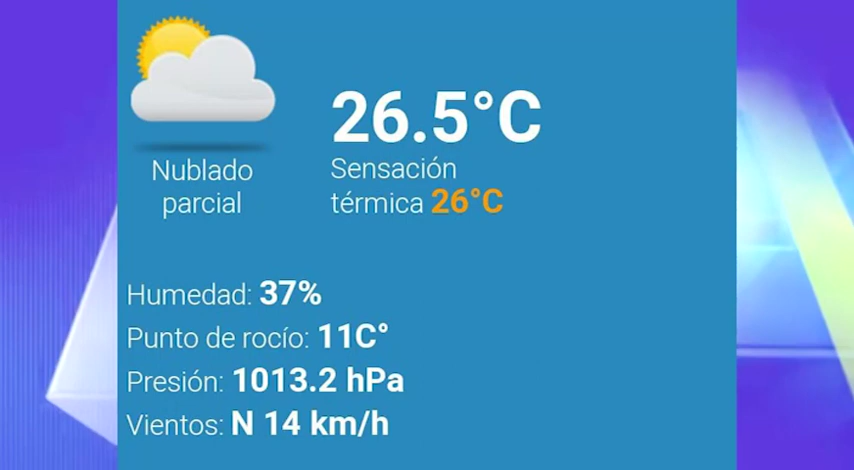 26.5°C
Nublado
parcial
Sensación
térmica 26°C
Humedad: 37%
Punto de rocío: 11C°
Presión: 1013.2 hPa
Vientos: N 14 km/h